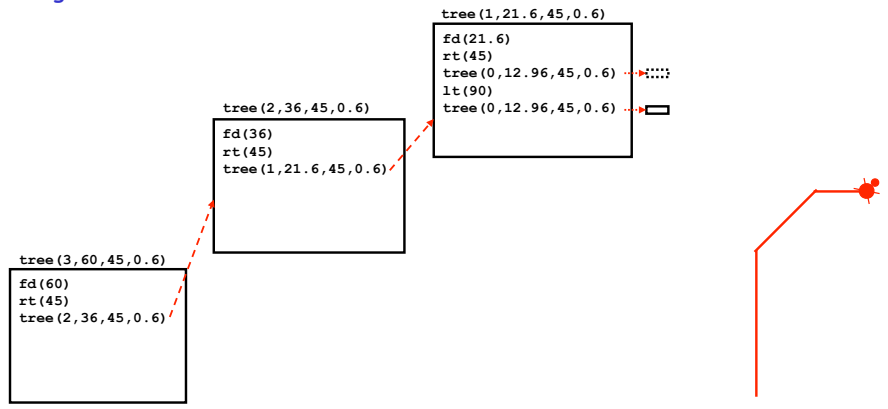 tree(1,21.6,45,0.6)
fd(21.6)
rt(45)
tree(0,12.96,45,0.6)
lt(90)
tree(0,12.96,45,0.6)
tree(2,36,45,0.6)
fd(36)
rt(45)
tree(1,21.6,45,0.6)
tree(3,60,45,0.6)
fd(60)
rt(45)
tree(2,36,45,0.6)